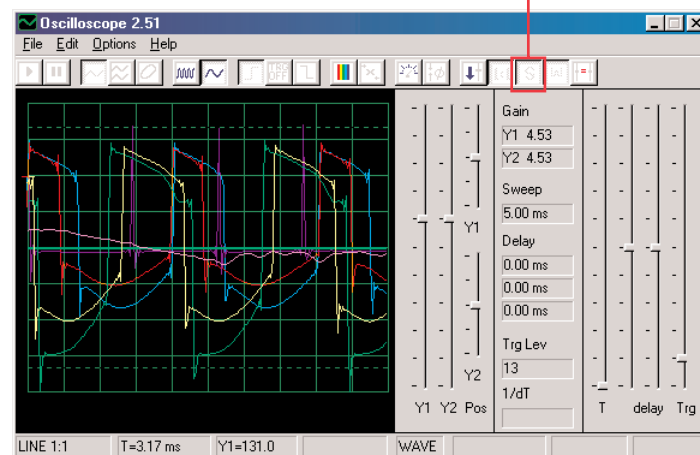 Oscilloscope 2.51
File Edit Options Help
TRG OFF
S
Gain
Y1 4.53
Y2 4.53
Sweep
5.00 ms
Delay
0.00 ms
0.00 ms
0.00 ms
Trg Lev
13
1/dT
Y1
Y2
Y1 Y2 Pos
T delay Trg
LINE 1:1 T=3.17 ms Y1=131.0 WAVE